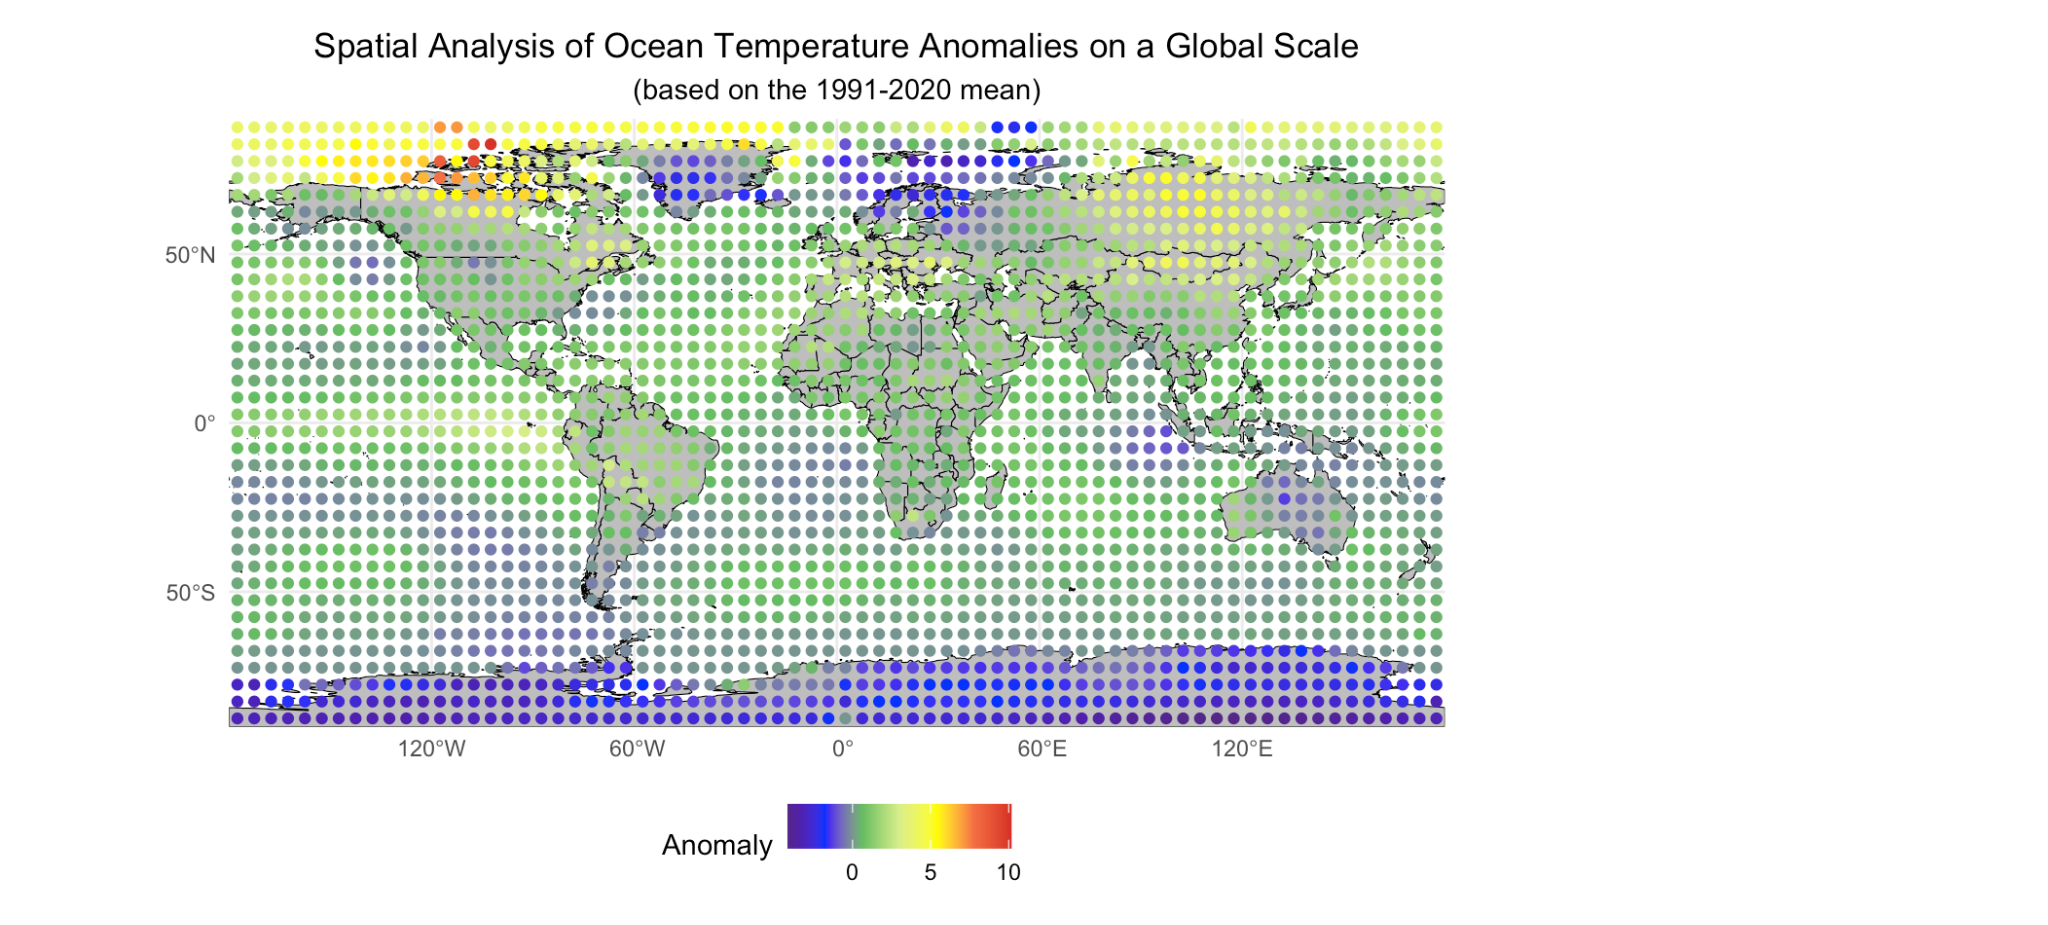 Spatial Analysis of Ocean Temperature Anomalies on a Global Scale
(based on the 1991-2020 mean)
50°N
0°
50°S
120°W 60°W 0° 60°E 120°E
Anomaly
0 5 10